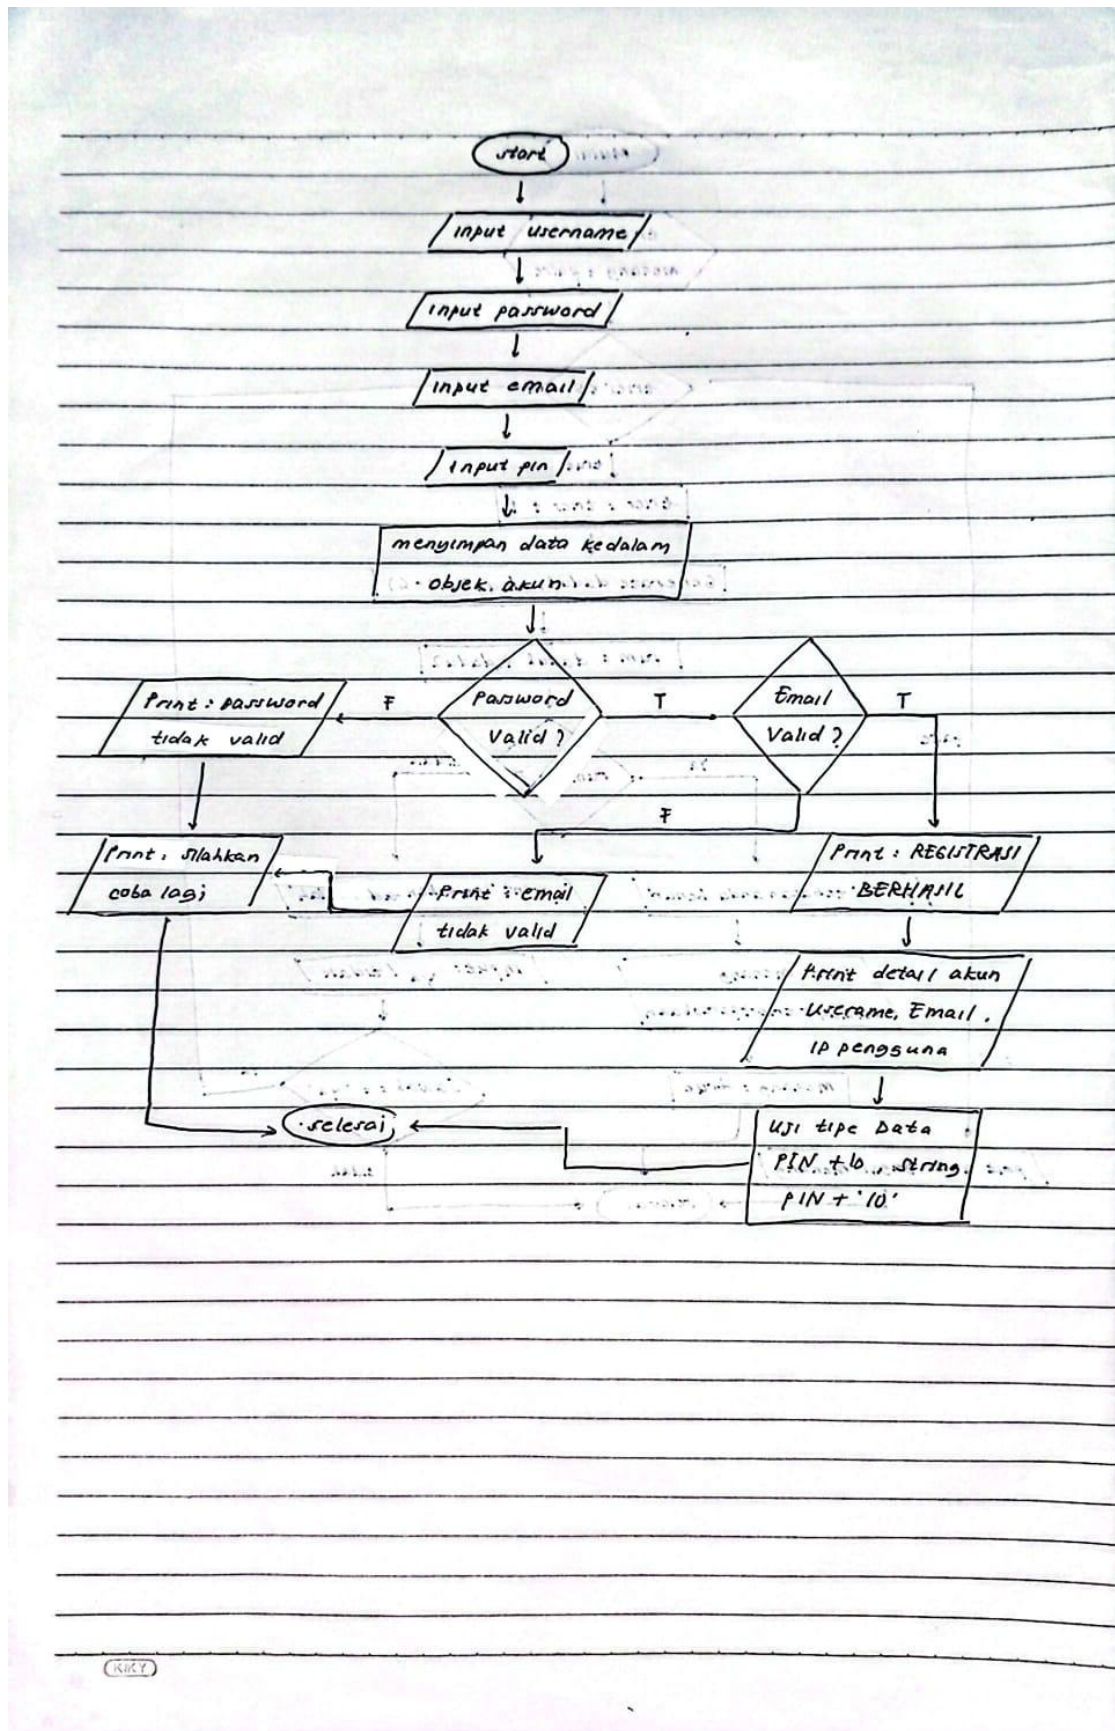 start
Input username
Input password
Input email
Input pin
menyimpan data kedalam
objek akun
Print : password
tidak valid
F
Password
Valid ?
T
Email
Valid ?
T
F
Print : silahkan
coba lagi
Print : email
tidak valid
Print : REGISTRASI
BERHASIL
Print detail akun
Username, Email,
IP pengguna
selesai
Uji tipe Data
PIN + 10 string.
PIN + '10'
KIKY